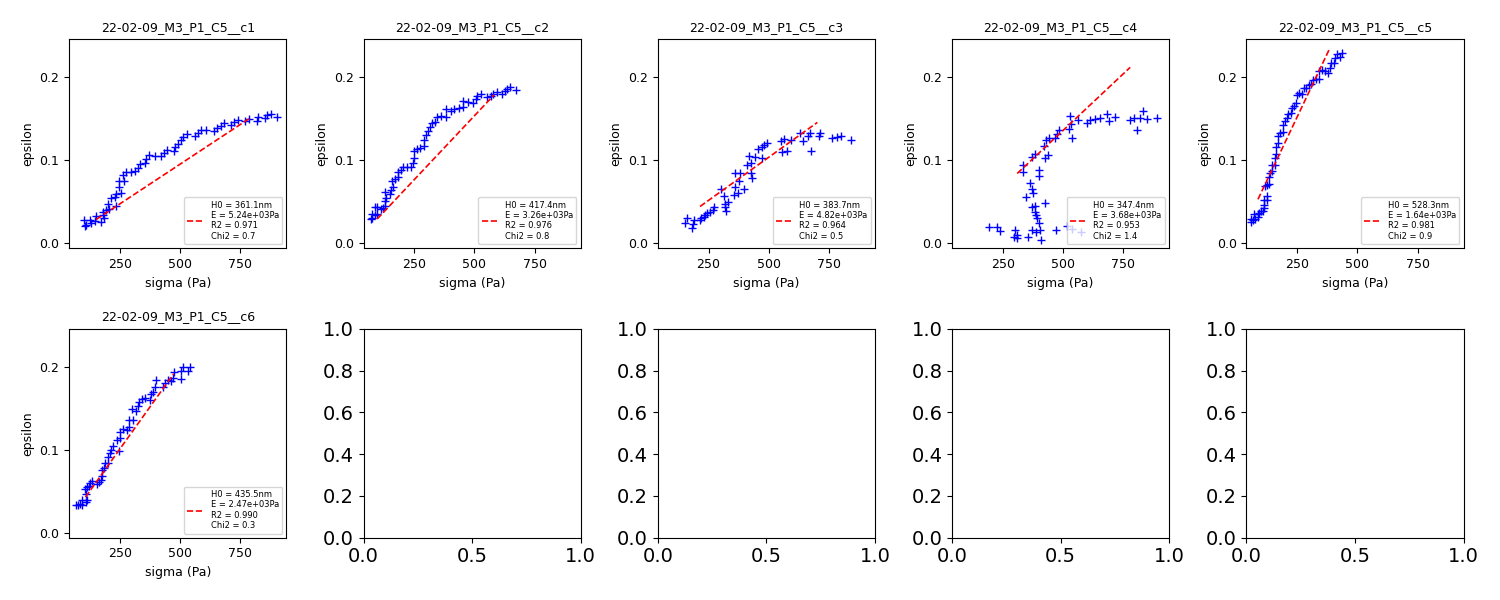 22-02-09_M3_P1_C5__c1
22-02-09_M3_P1_C5__c2
22-02-09_M3_P1_C5__c3
22-02-09_M3_P1_C5__c4
22-02-09_M3_P1_C5__c5
epsilon
0.2
0.1
0.0
250
500
750
sigma (Pa)
H0 = 361.1nm
E = 5.24e+03Pa
R2 = 0.971
Chi2 = 0.7
epsilon
0.2
0.1
0.0
250
500
750
sigma (Pa)
H0 = 417.4nm
E = 3.26e+03Pa
R2 = 0.976
Chi2 = 0.8
epsilon
0.2
0.1
0.0
250
500
750
sigma (Pa)
H0 = 383.7nm
E = 4.82e+03Pa
R2 = 0.964
Chi2 = 0.5
epsilon
0.2
0.1
0.0
250
500
750
sigma (Pa)
H0 = 347.4nm
E = 3.68e+03Pa
R2 = 0.953
Chi2 = 1.4
epsilon
0.2
0.1
0.0
250
500
750
sigma (Pa)
H0 = 528.3nm
E = 1.64e+03Pa
R2 = 0.981
Chi2 = 0.9
22-02-09_M3_P1_C5__c6
epsilon
0.2
0.1
0.0
250
500
750
sigma (Pa)
H0 = 435.5nm
E = 2.47e+03Pa
R2 = 0.990
Chi2 = 0.3
1.0
0.8
0.6
0.4
0.2
0.0
0.0
0.5
1.0
1.0
0.8
0.6
0.4
0.2
0.0
0.0
0.5
1.0
1.0
0.8
0.6
0.4
0.2
0.0
0.0
0.5
1.0
1.0
0.8
0.6
0.4
0.2
0.0
0.0
0.5
1.0